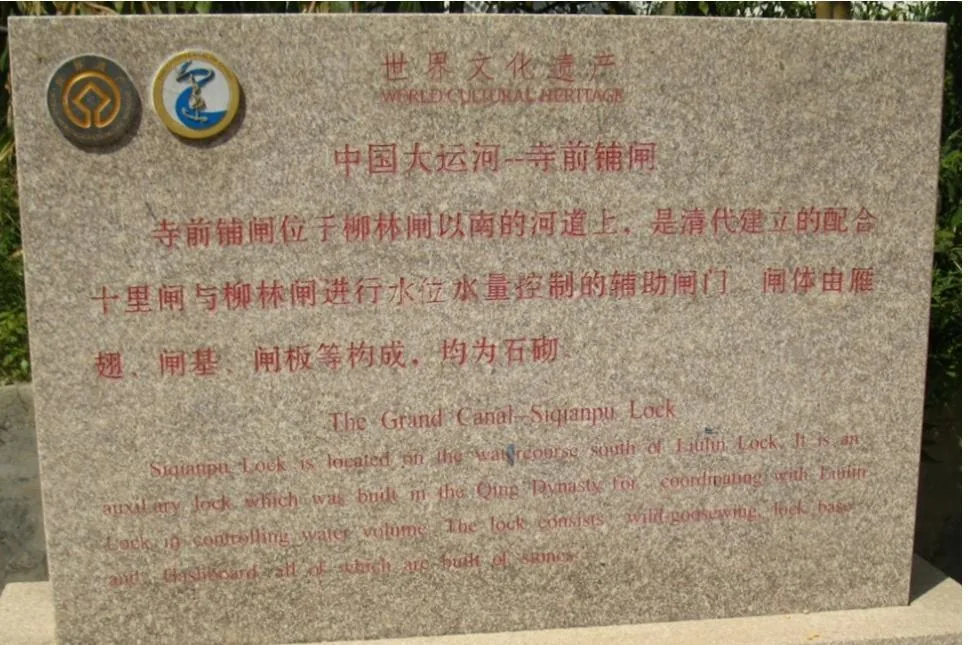 世界文化遗产
WORLD CULTURAL HERITAGE
中国大运河--寺前铺闸
寺前铺闸位于柳林闸以南的河道上，是清代建立的配合
十里闸与柳林闸进行水位水量控制的辅助闸门 闸体由雁
翅、闸基、闸板等构成，均为石砌
The Grand Canal–Siqianpu Lock
Siqianpu Lock is located on the watercourse south of Liulin Lock. It is an
auxiliary lock which was built in the Qing Dynasty for coordinating with Liulin
Lock in controlling water volume The lock consists wild-goosewing, lock base
and flashboard all of which are built of stones